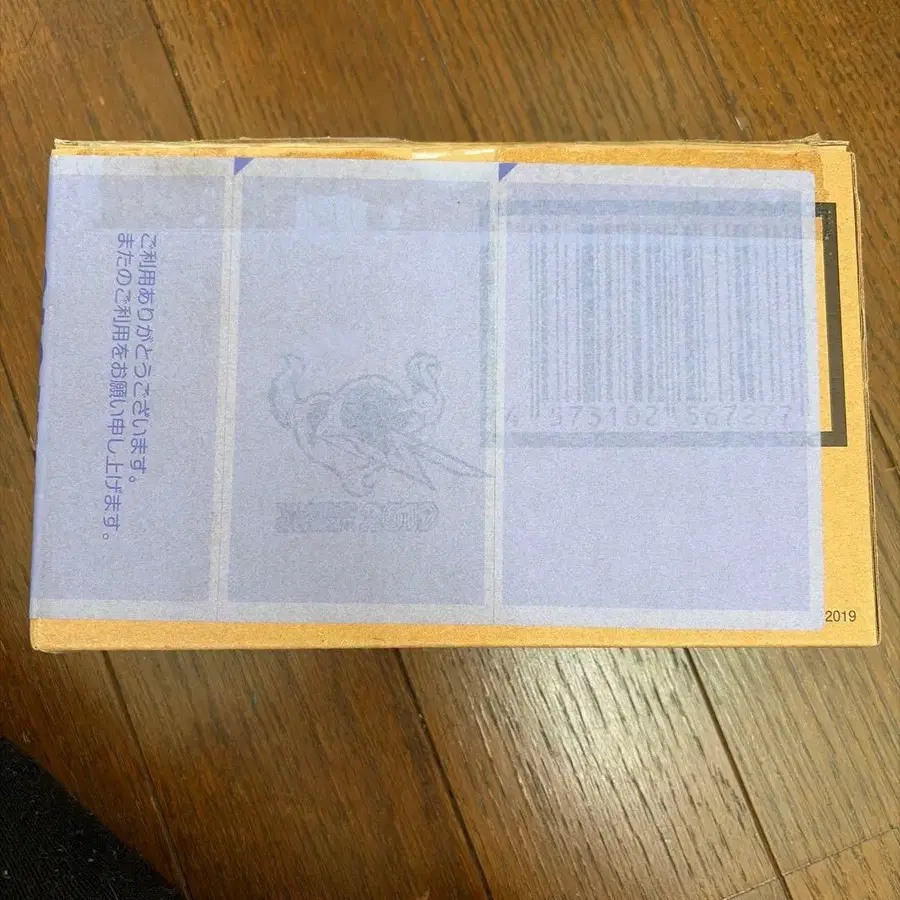 ご利用ありがとうございます。
またのご利用をお願い申し上げます。
4 573102 567277
2019